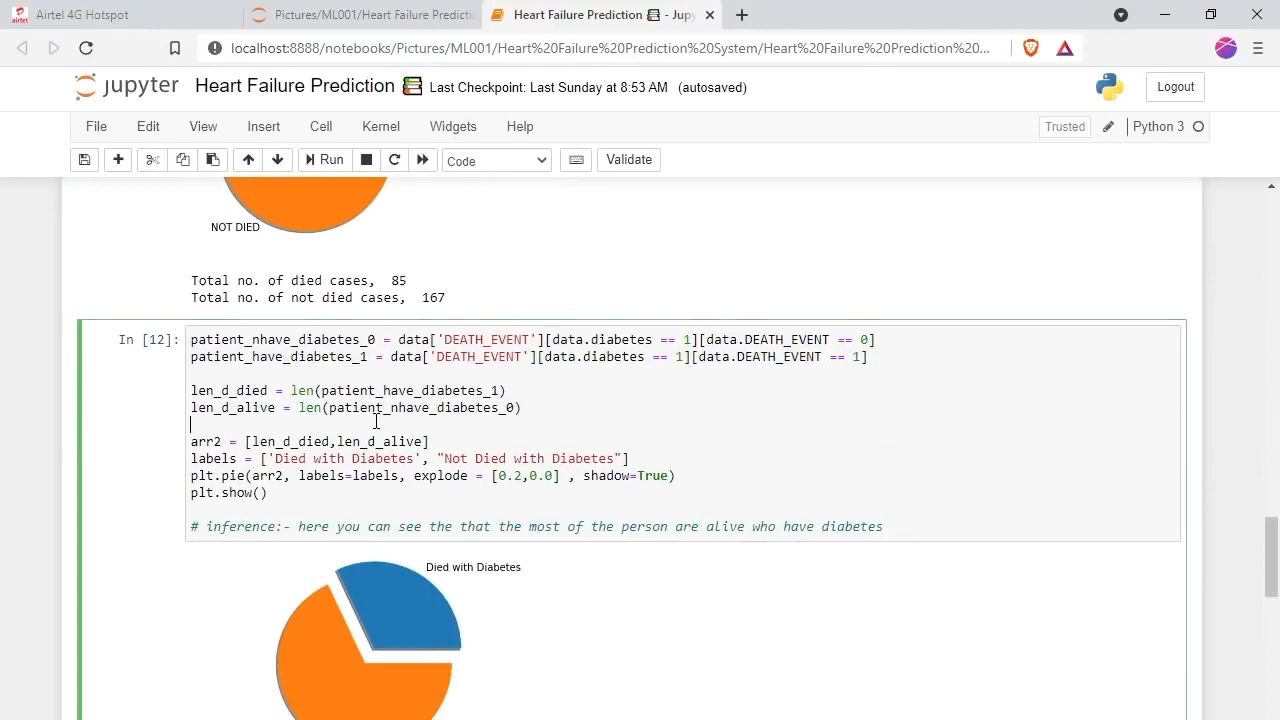 Airtel 4G Hotspot
Pictures/ML001/Heart Failure Predictio
Heart Failure Prediction 📚 - Jupy
localhost:8888/notebooks/Pictures/ML001/Heart%20Failure%20Prediction%20System/Heart%20Failure%20Prediction%20...
jupyter Heart Failure Prediction 📚 Last Checkpoint: Last Sunday at 8:53 AM (autosaved)
Logout
File Edit View Insert Cell Kernel Widgets Help
Trusted Python 3
Run Code Validate
NOT DIED
Total no. of died cases,  85
Total no. of not died cases,  167
In [12]:
patient_nhave_diabetes_0 = data['DEATH_EVENT'][data.diabetes == 1][data.DEATH_EVENT == 0]
patient_have_diabetes_1 = data['DEATH_EVENT'][data.diabetes == 1][data.DEATH_EVENT == 1]
len_d_died = len(patient_have_diabetes_1)
len_d_alive = len(patient_nhave_diabetes_0)
arr2 = [len_d_died,len_d_alive]
labels = ['Died with Diabetes', "Not Died with Diabetes"]
plt.pie(arr2, labels=labels, explode = [0.2,0.0] , shadow=True)
plt.show()
# inference:- here you can see the that the most of the person are alive who have diabetes
Died with Diabetes